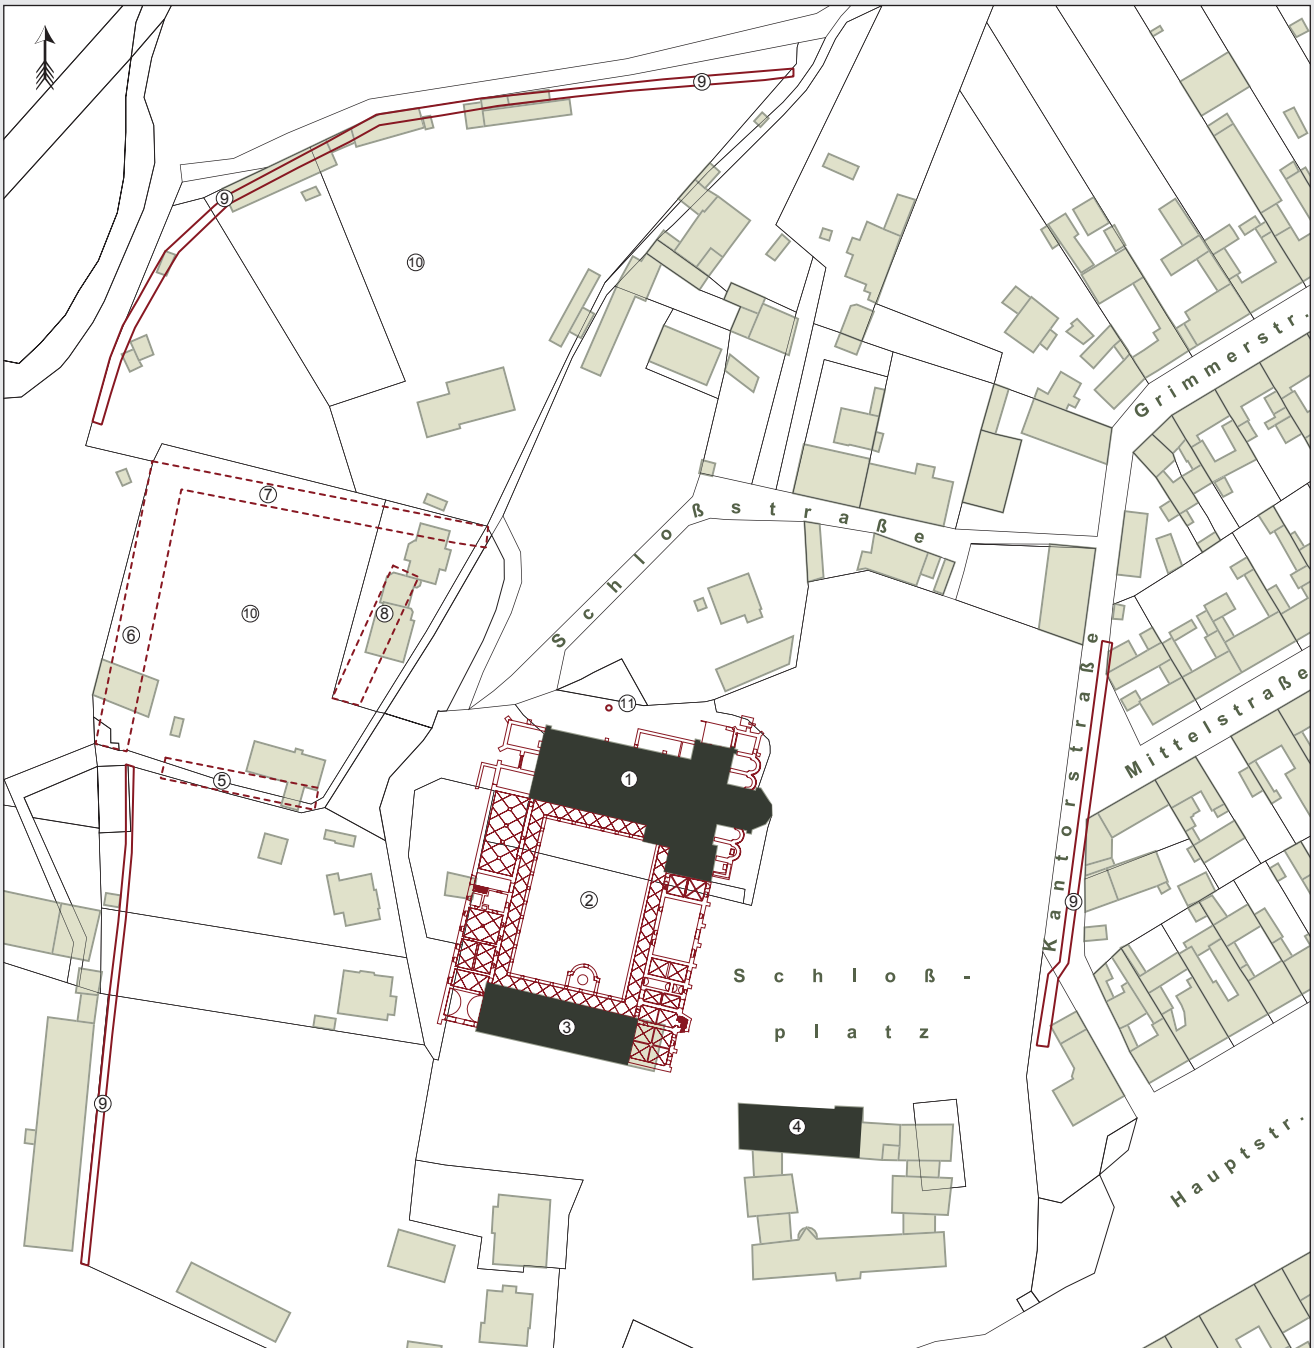 9
9
10
Grimmerstr.
7
Schloßstraße
10
8
6
11
Mittelstraße
1
5
Kantorstraße
2
9
Schloß-
platz
3
9
4
Hauptstr.